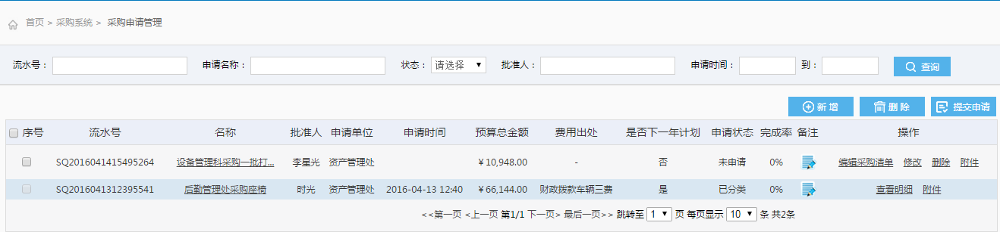 首页 > 采购系统 > 采购申请管理
流水号： 申请名称： 状态： 请选择 批准人： 申请时间： 到： 查询
新 增 删 除 提交申请
序号 流水号 名称 批准人 申请单位 申请时间 预算总金额 费用出处 是否下一年计划 申请状态 完成率 备注 操作
SQ2016041415495264 设备管理科采购一批打... 李星光 资产管理处 ￥10,948.00 - 否 未申请 0% 编辑采购清单 修改 删除 附件
SQ2016041312395541 后勤管理处采购座椅 时光 资产管理处 2016-04-13 12:40 ￥66,144.00 财政拨款车辆三费 是 已分类 0% 查看明细 附件
<<第一页 <上一页 第1/1 下一页> 最后一页>> 跳转至 1 页 每页显示 10 条 共2条